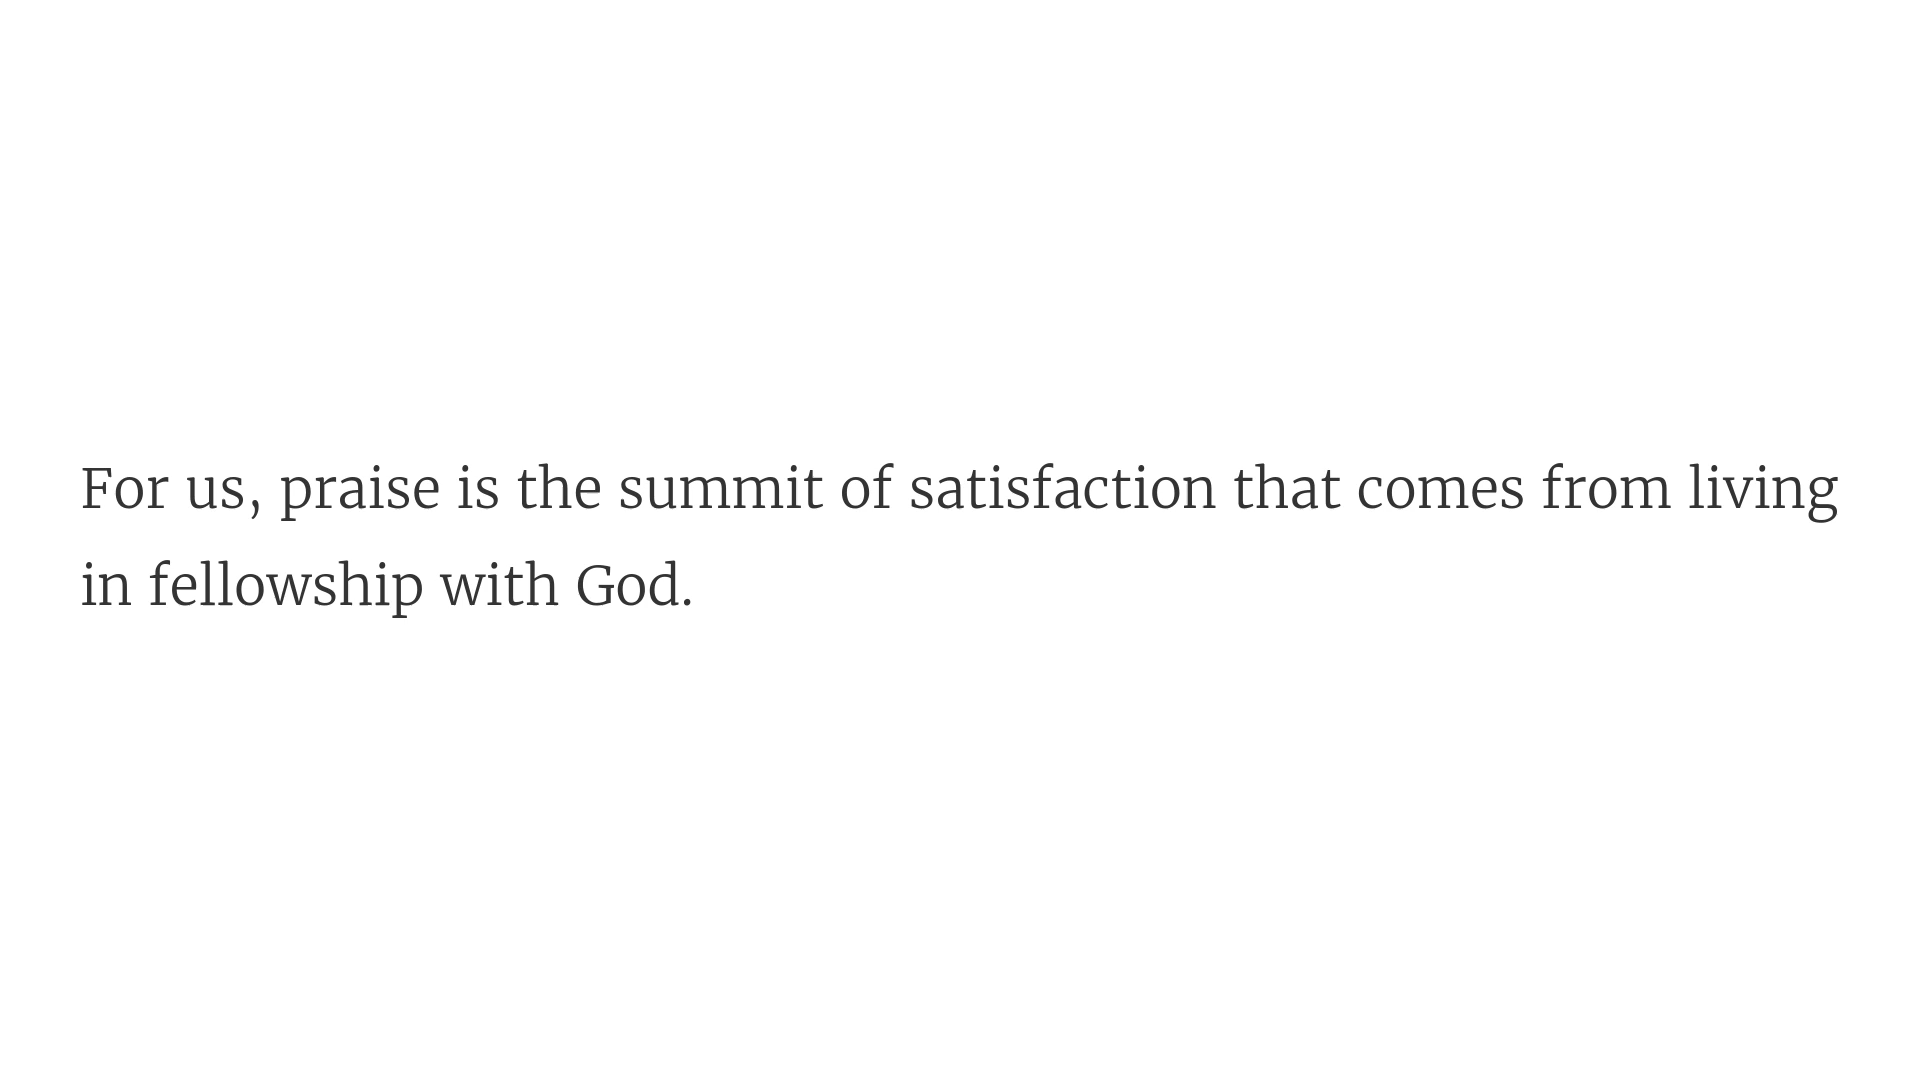 For us, praise is the summit of satisfaction that comes from living
in fellowship with God.